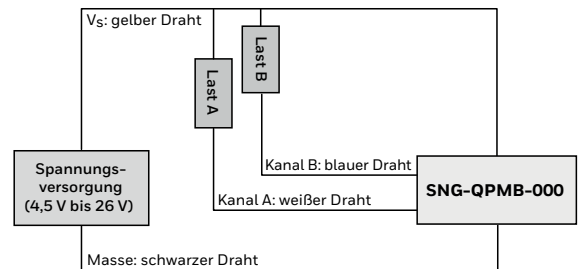 Vs: gelber Draht
Last A
Last B
Kanal B: blauer Draht
Spannungs-
versorgung
(4,5 V bis 26 V)
SNG-QPMB-000
Kanal A: weißer Draht
Masse: schwarzer Draht